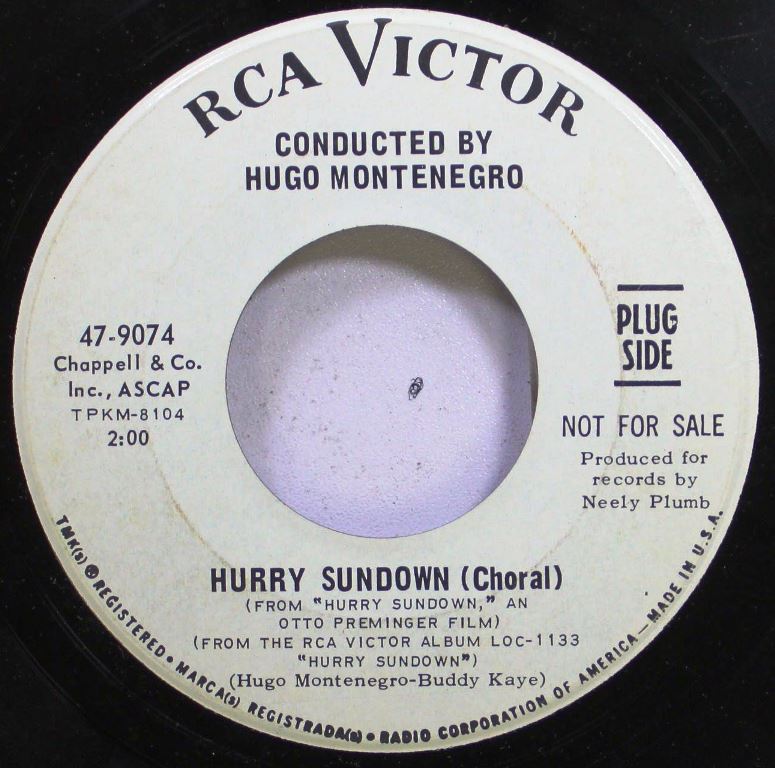 RCA VICTOR
CONDUCTED BY
HUGO MONTENEGRO
47-9074
Chappell & Co.
Inc., ASCAP
TPKM-8104
2:00
PLUG
SIDE
NOT FOR SALE
Produced for
records by
Neely Plumb
HURRY SUNDOWN (Choral)
(FROM "HURRY SUNDOWN," AN
OTTO PREMINGER FILM)
(FROM THE RCA VICTOR ALBUM LOC-1133
"HURRY SUNDOWN")
(Hugo Montenegro-Buddy Kaye)
TMK(s) ® REGISTERED • MARCA(s) REGISTRADA(s) • RADIO CORPORATION OF AMERICA—MADE IN U.S.A.